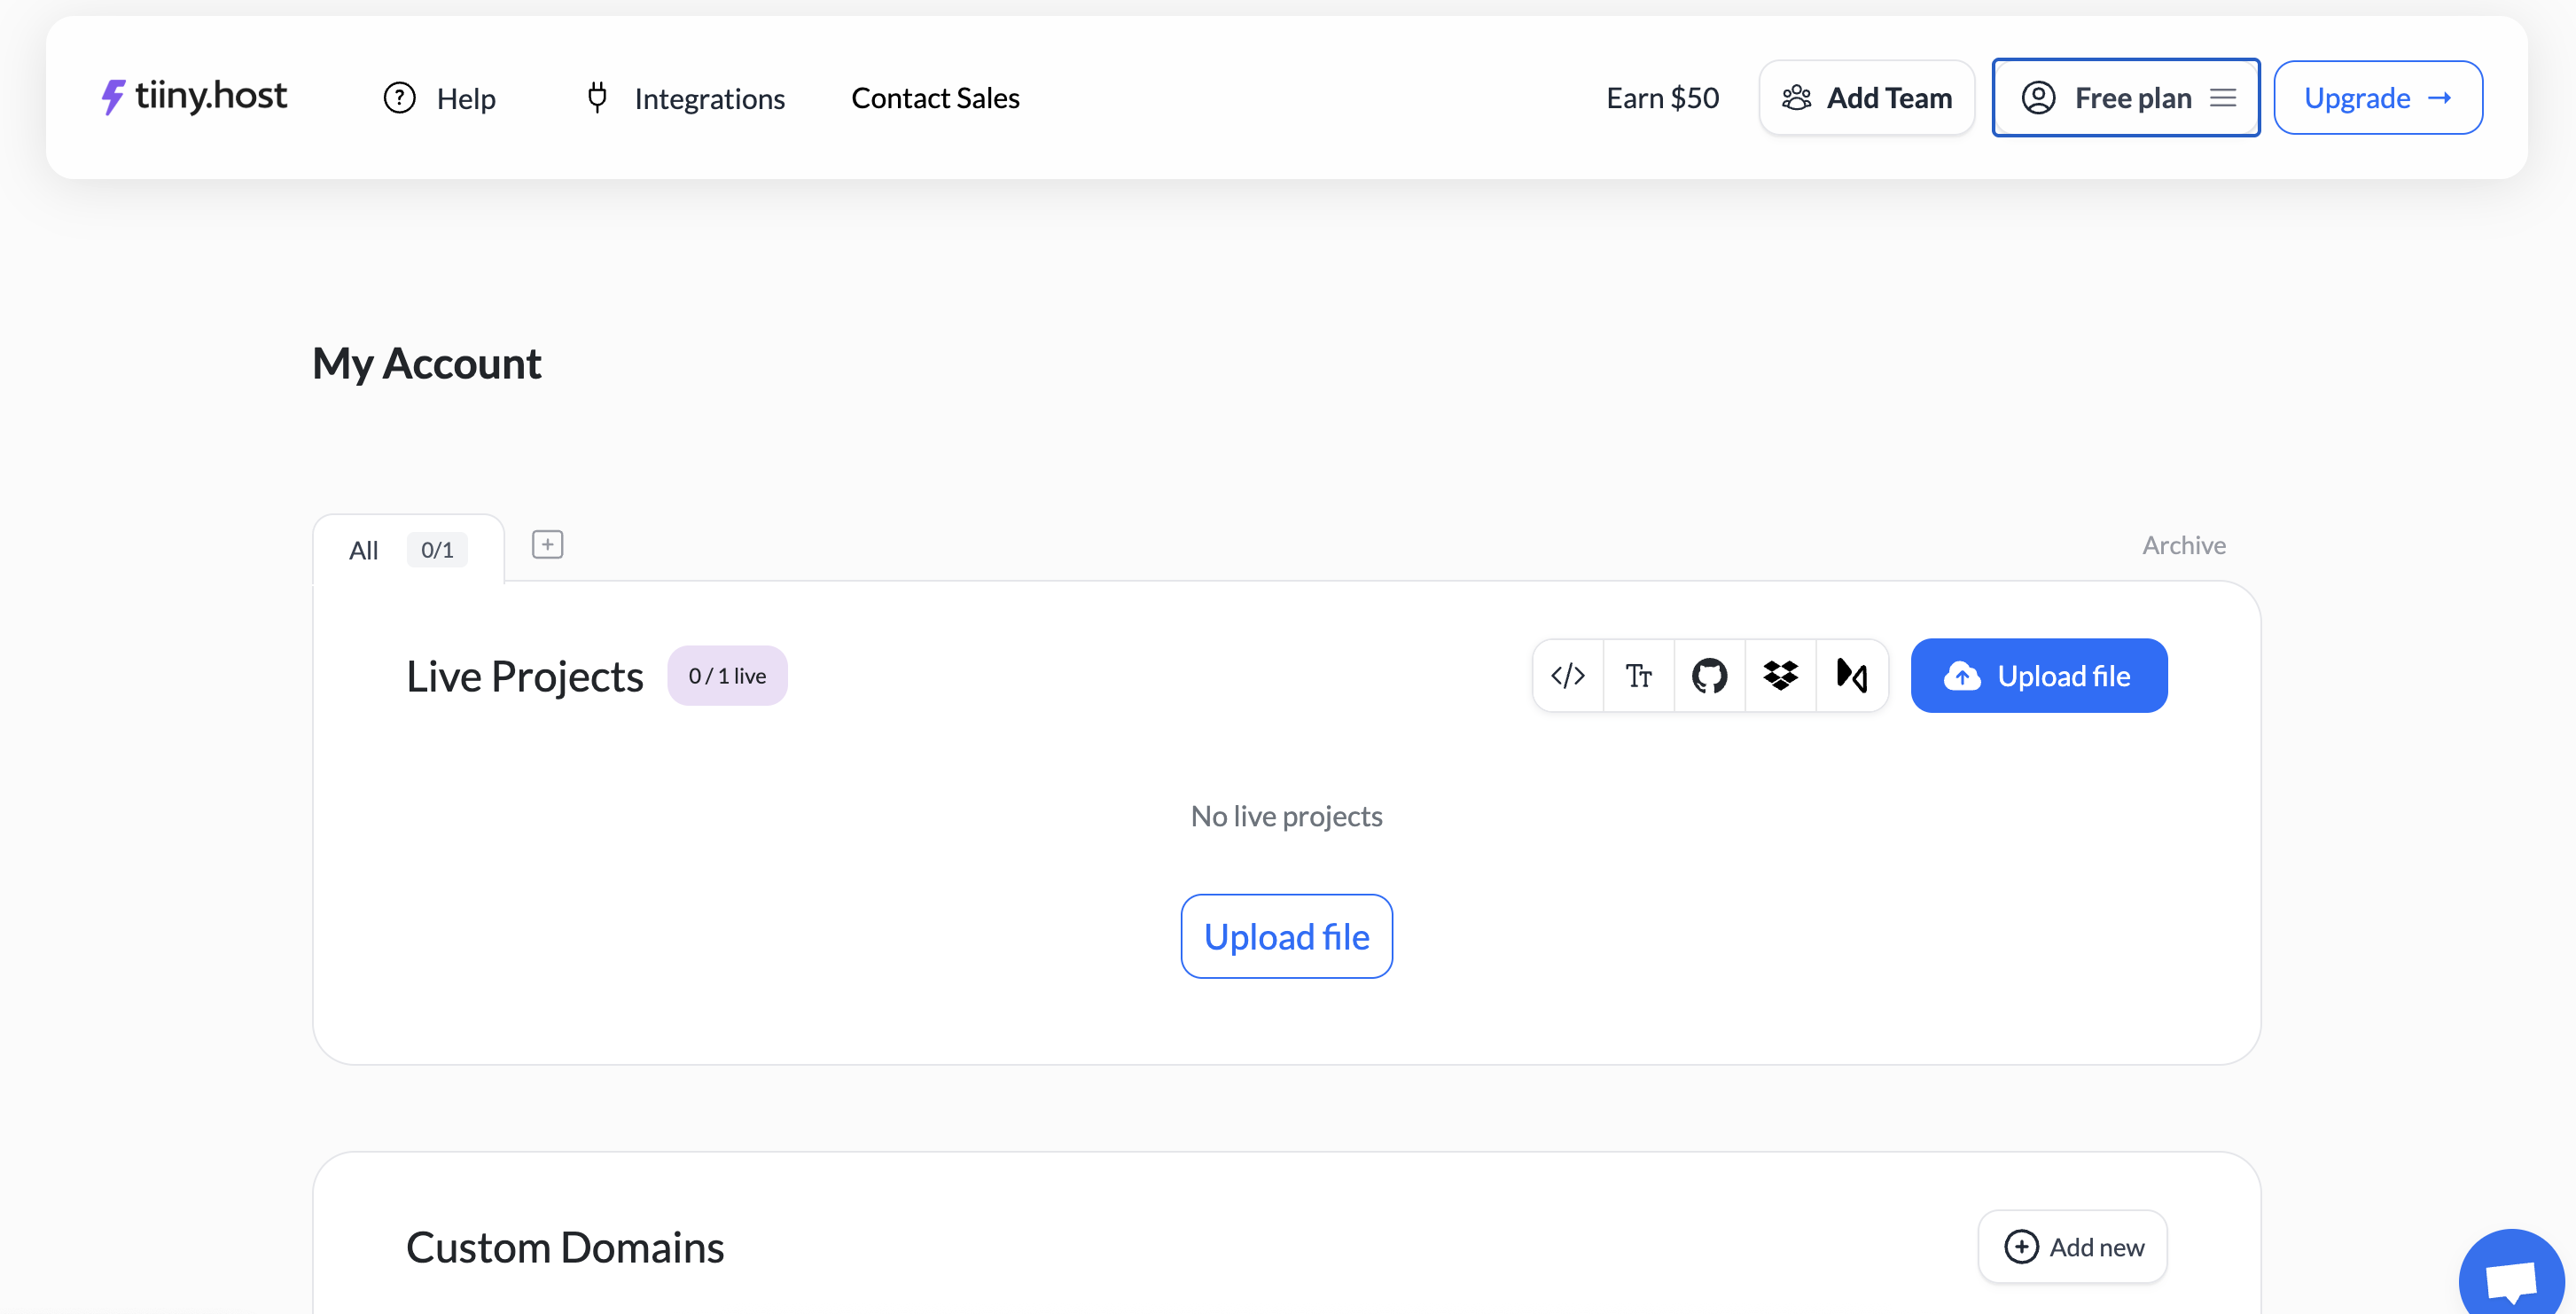 tiiny.host Help Integrations Contact Sales Earn $50 Add Team Free plan Upgrade →
My Account
All 0/1 Archive
Live Projects 0 / 1 live </> Tт Upload file
No live projects
Upload file
Custom Domains Add new